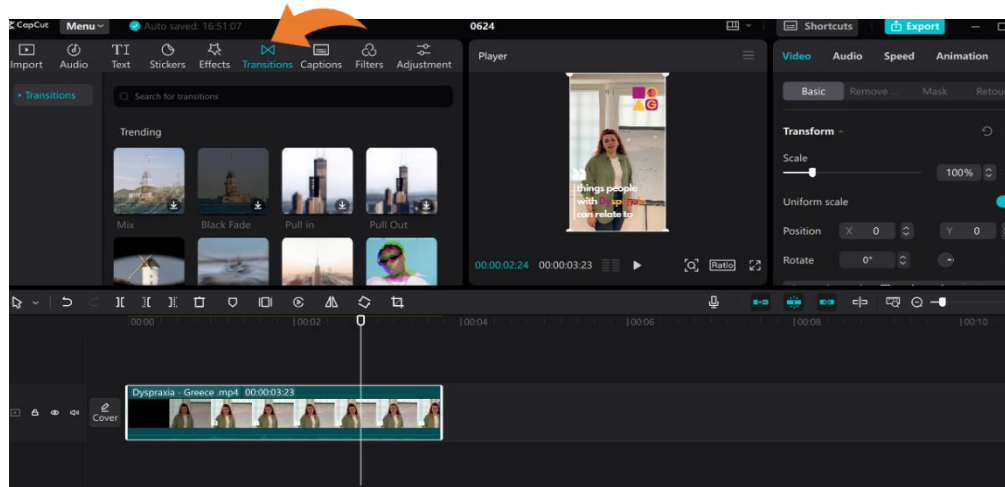 CapCut Menu Auto saved: 16:51:07 0624 Shortcuts Export
Import Audio Text Stickers Effects Transitions Captions Filters Adjustment
TI
Transitions
Search for transitions
Trending
Mix Black Fade Pull in Pull Out
Player
A G
things people
with
can relate to
00:00:02:24 00:00:03:23 Ratio
Video Audio Speed Animation
Basic Remove ... Mask Retou
Transform
Scale
100%
Uniform scale
Position X 0 Y 0
Rotate 0°
00:00 00:02 00:04 00:06 00:08 00:10
Dyspraxia - Greece .mp4 00:00:03:23
Cover